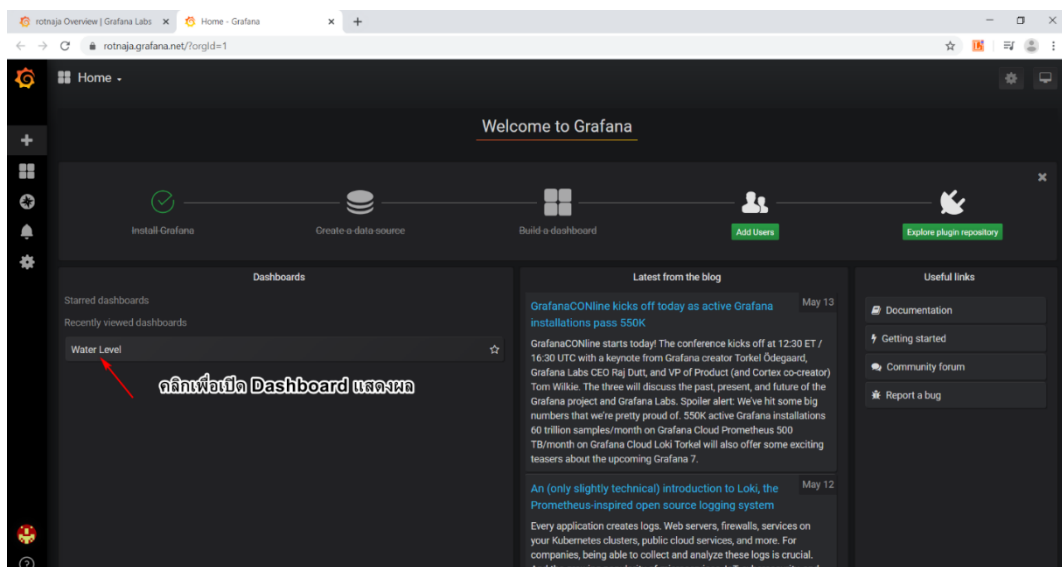 rotnaja Overview | Grafana Labs
Home - Grafana
rotnaja.grafana.net/?orgId=1
Home
Welcome to Grafana
Install Grafana
Create a data source
Build a dashboard
Add Users
Explore plugin repository
Dashboards
Starred dashboards
Recently viewed dashboards
Water Level
คลิกเพื่อเปิด Dashboard แสดงผล
Latest from the blog
GrafanaCONline kicks off today as active Grafana
installations pass 550K
May 13
GrafanaCONline starts today! The conference kicks off at 12:30 ET /
16:30 UTC with a keynote from Grafana creator Torkel Ödegaard,
Grafana Labs CEO Raj Dutt, and VP of Product (and Cortex co-creator)
Tom Wilkie. The three will discuss the past, present, and future of the
Grafana project and Grafana Labs. Spoiler alert: We've hit some big
numbers that we're pretty proud of. 550K active Grafana installations
60 trillion samples/month on Grafana Cloud Prometheus 500
TB/month on Grafana Cloud Loki Torkel will also offer some exciting
teasers about the upcoming Grafana 7.
An (only slightly technical) introduction to Loki, the
Prometheus-inspired open source logging system
May 12
Every application creates logs. Web servers, firewalls, services on
your Kubernetes clusters, public cloud services, and more. For
companies, being able to collect and analyze these logs is crucial.
Useful links
Documentation
Getting started
Community forum
Report a bug